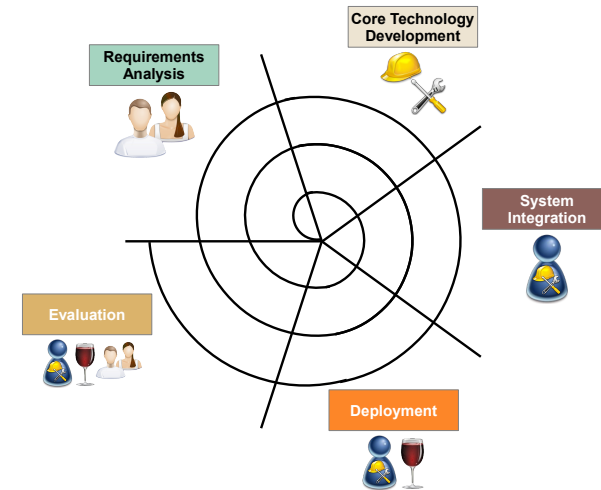 Core Technology
Development
Requirements
Analysis
System
Integration
Evaluation
Deployment